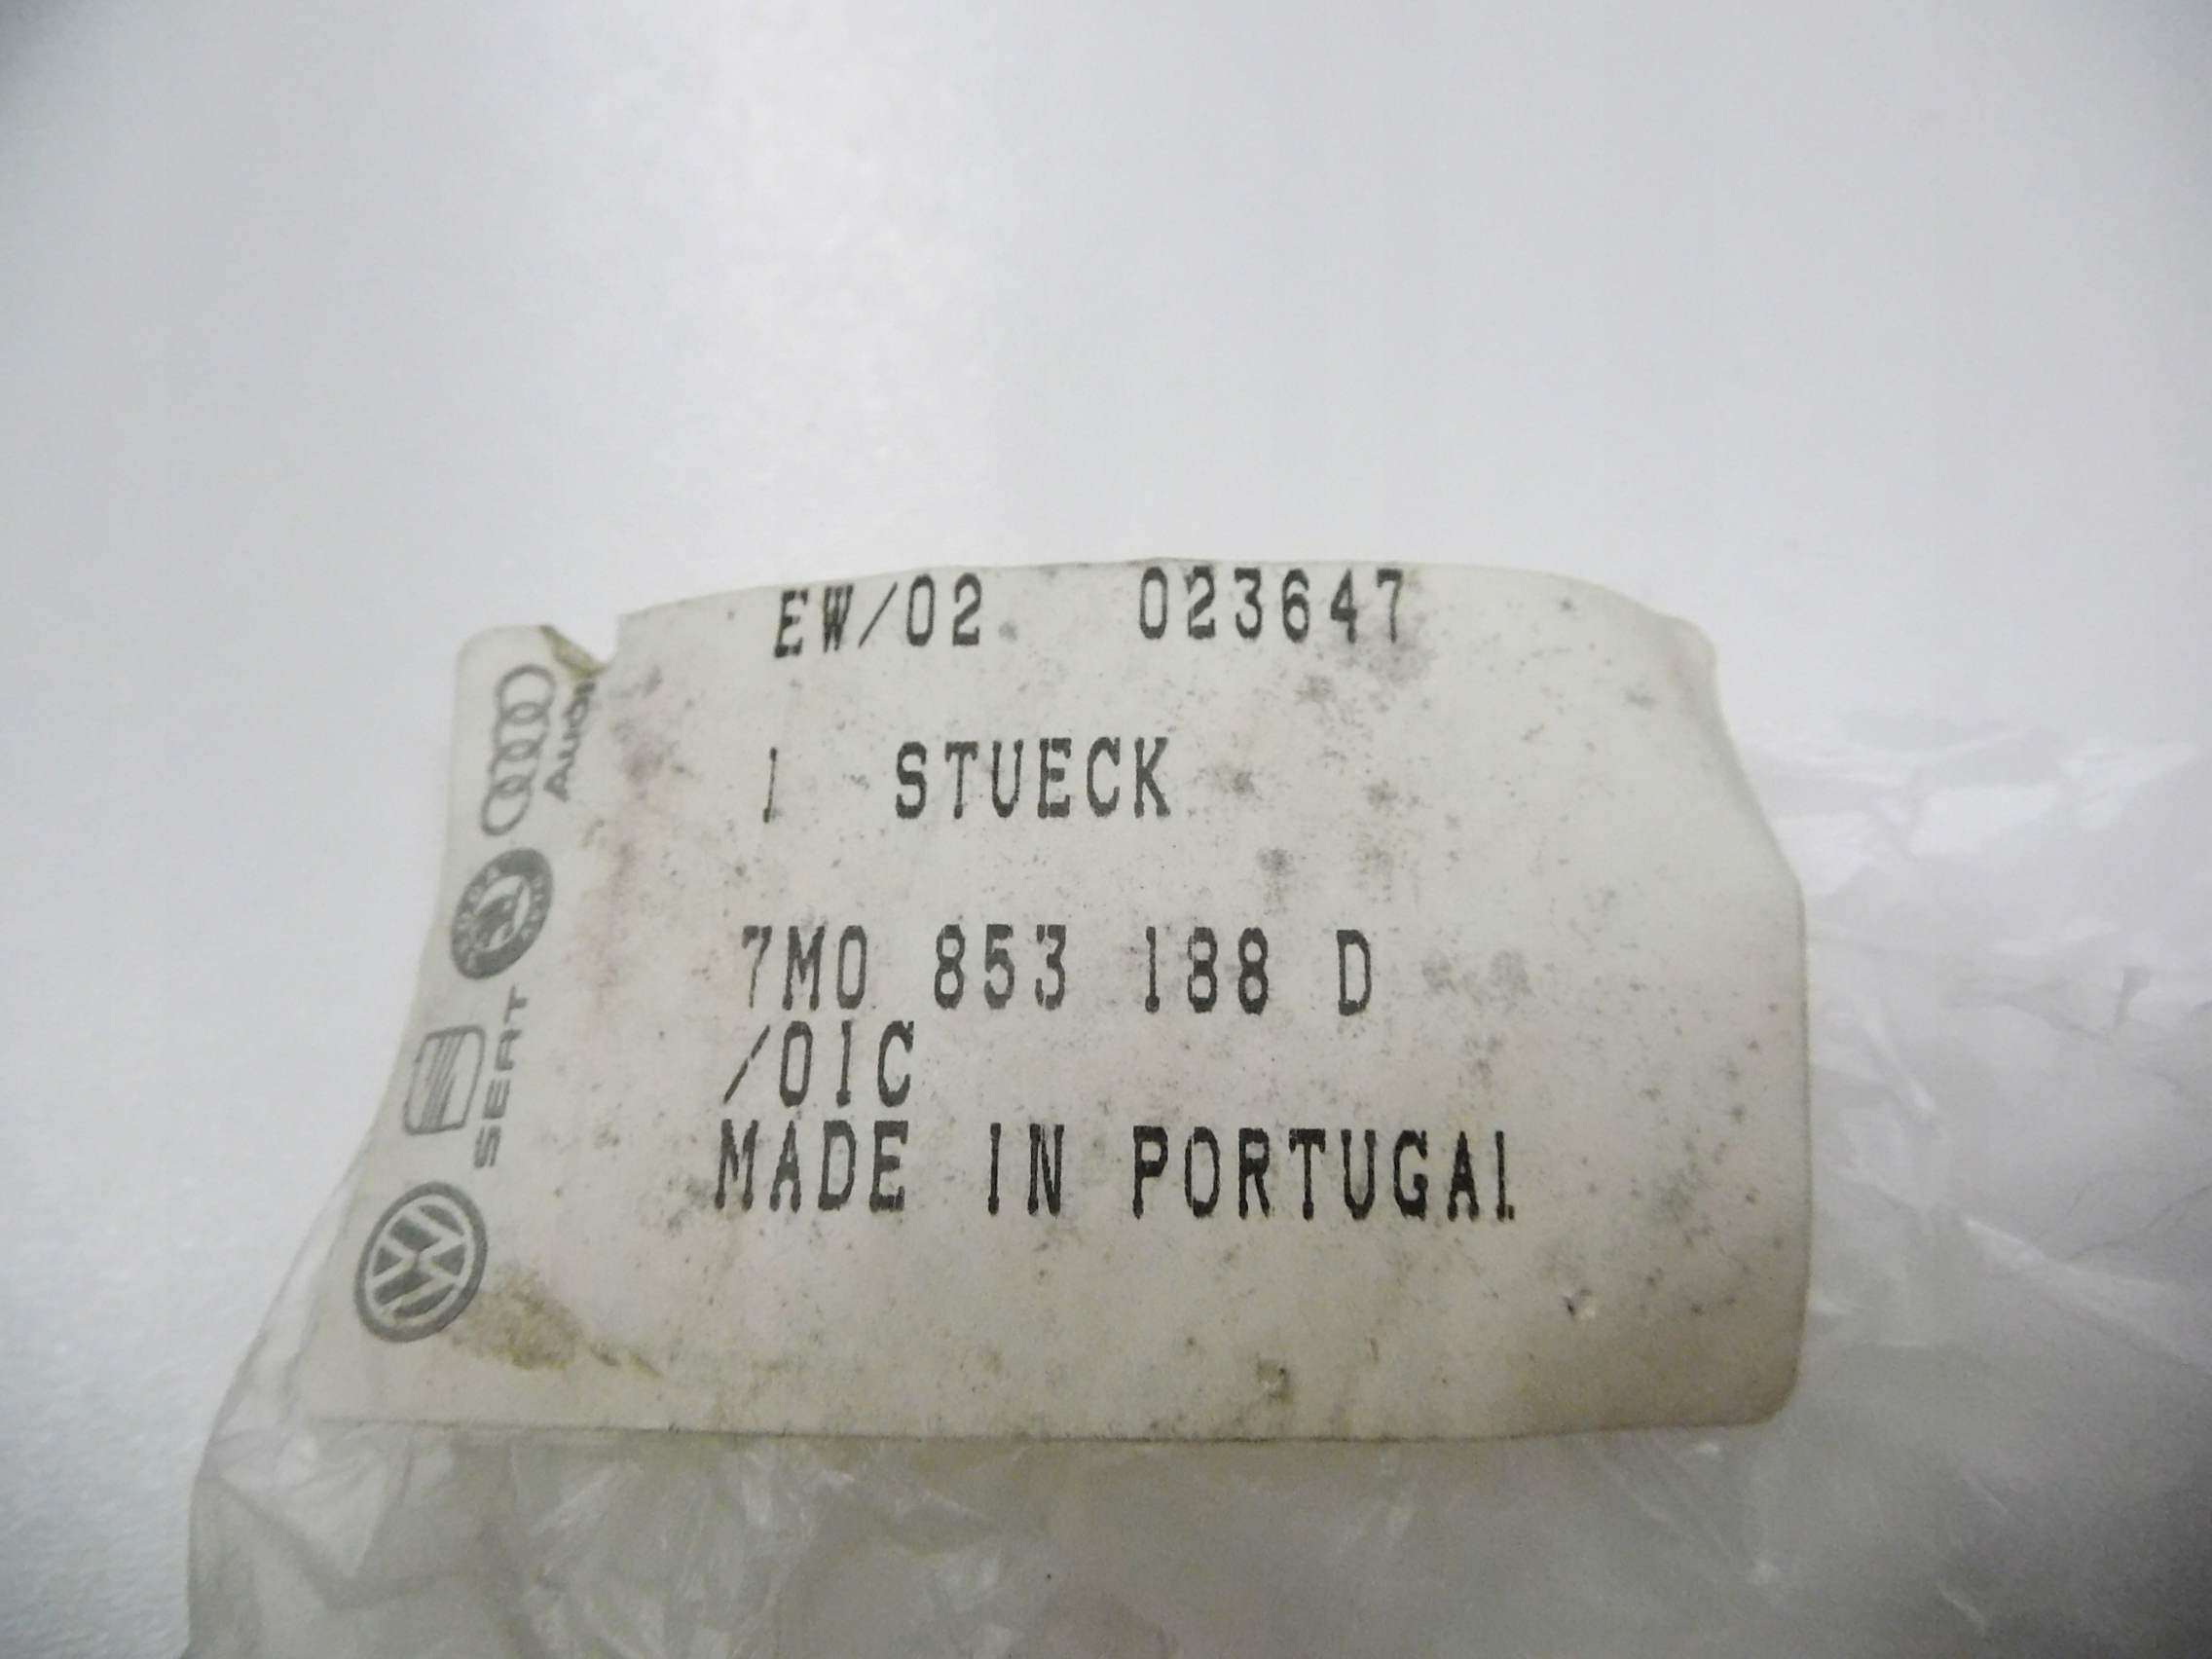 EW/02 023647
1 STUECK
7M0 853 188 D
/01C
MADE IN PORTUGAL
Audi
SEAT